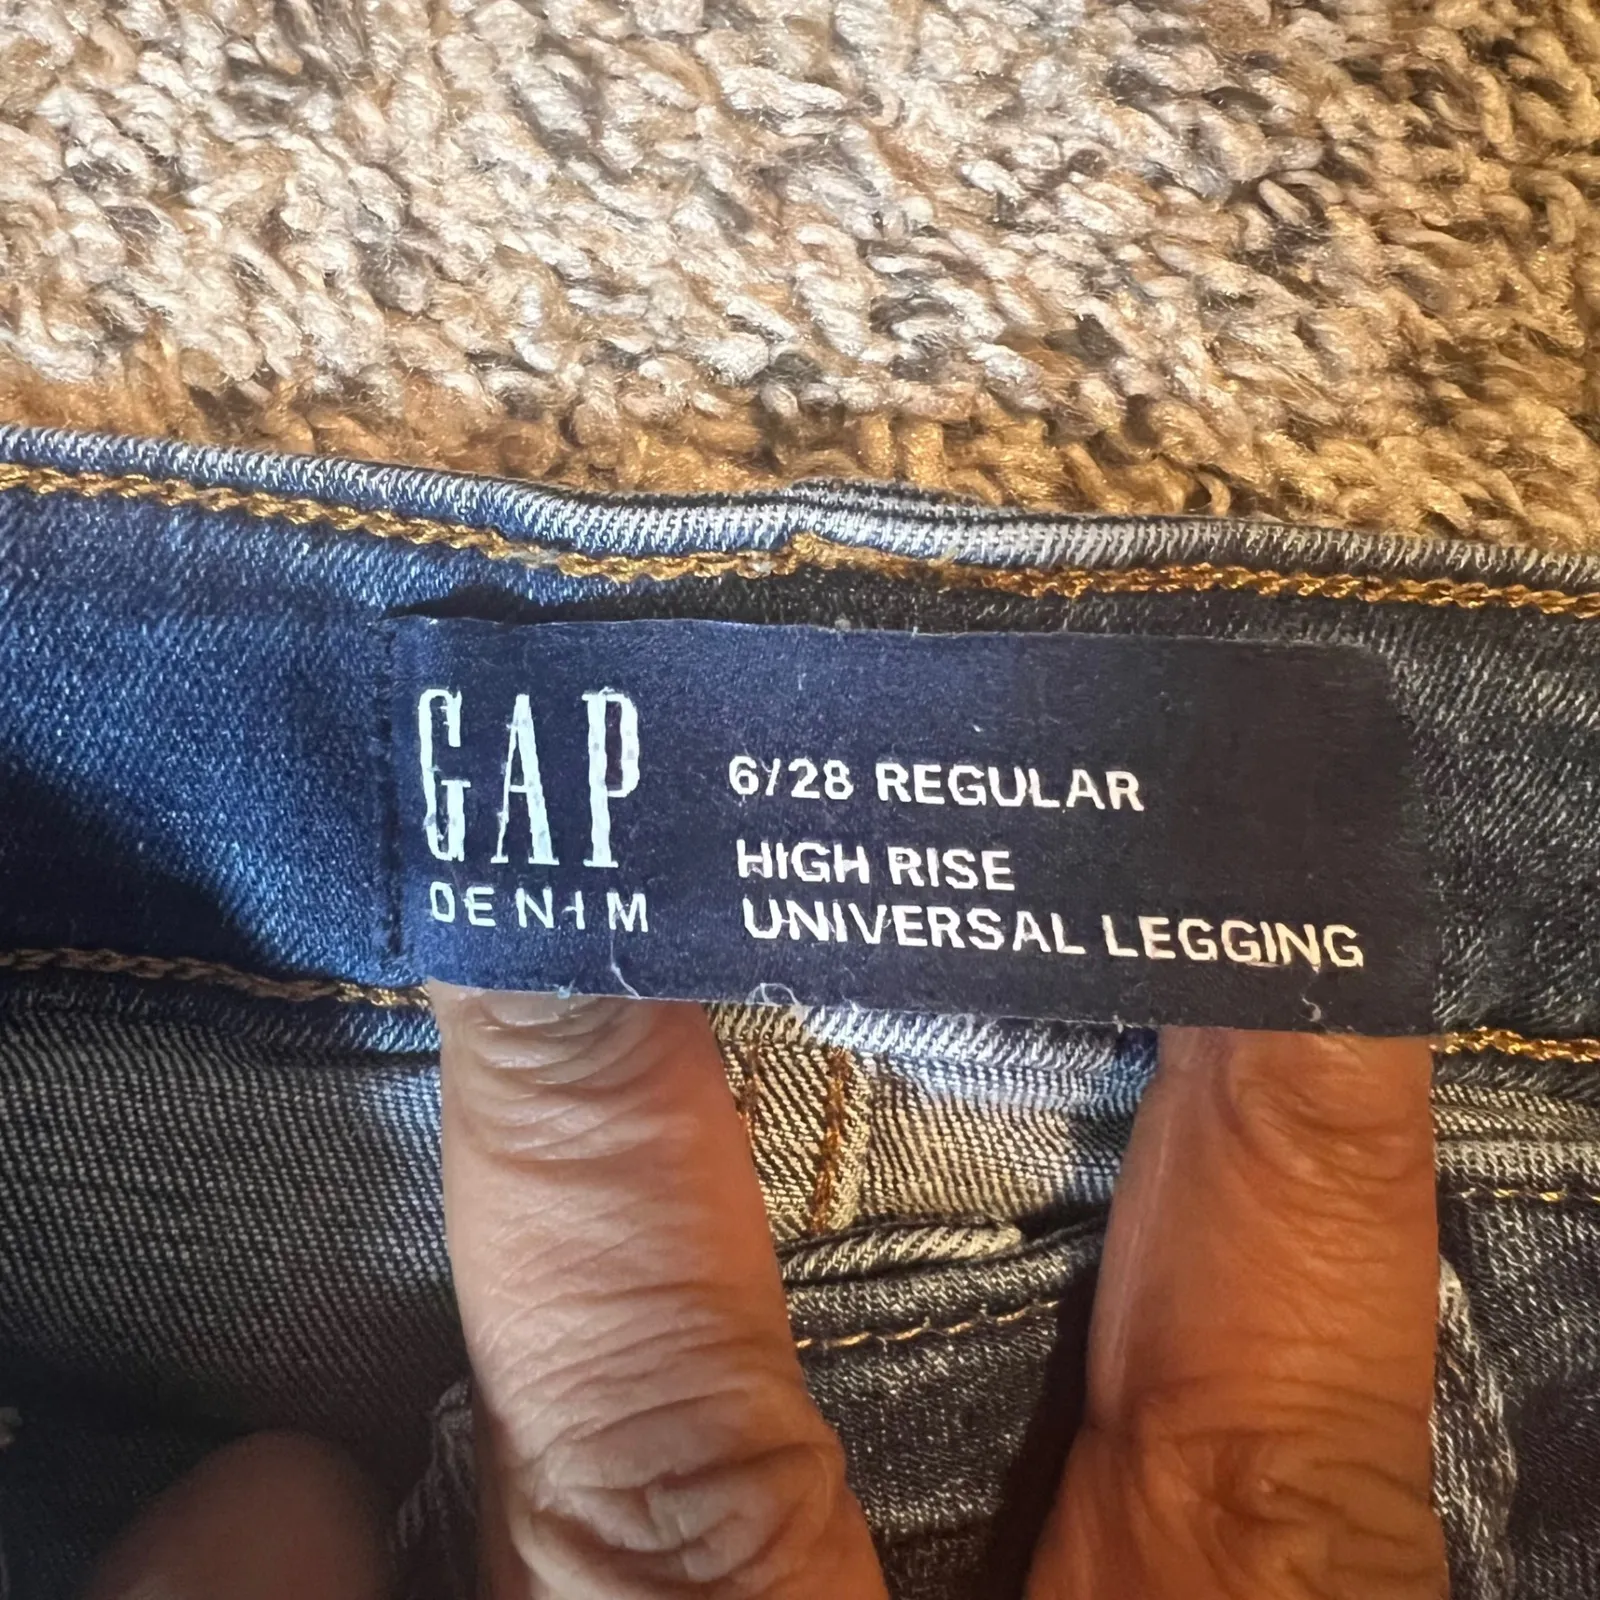 GAP
DENIM
6/28 REGULAR
HIGH RISE
UNIVERSAL LEGGING